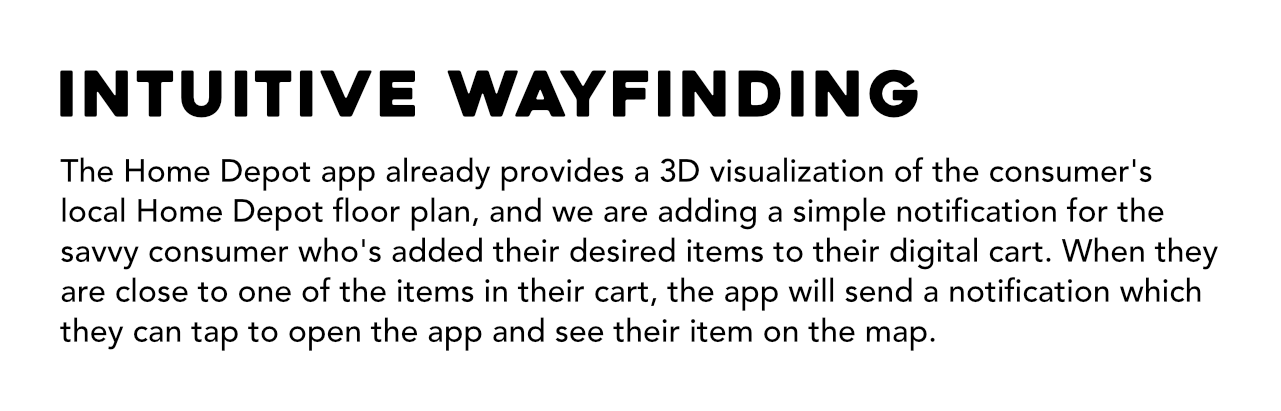 INTUITIVE WAYFINDING
The Home Depot app already provides a 3D visualization of the consumer's
local Home Depot floor plan, and we are adding a simple notification for the
savvy consumer who's added their desired items to their digital cart. When they
are close to one of the items in their cart, the app will send a notification which
they can tap to open the app and see their item on the map.